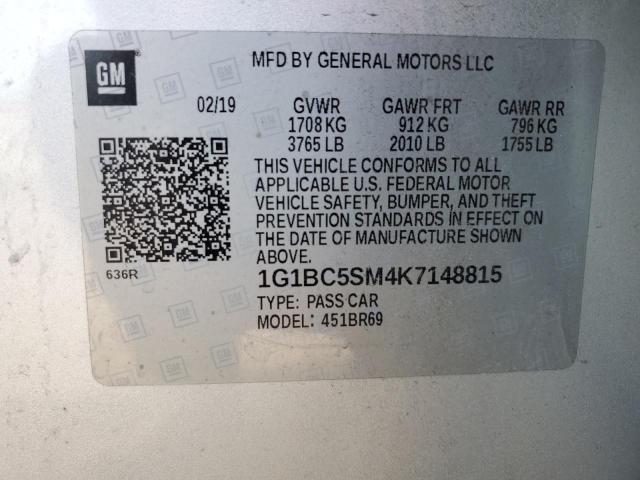 GM
MFD BY GENERAL MOTORS LLC
02/19 GVWR GAWR FRT GAWR RR
1708 KG 912 KG 796 KG
3765 LB 2010 LB 1755 LB
THIS VEHICLE CONFORMS TO ALL
APPLICABLE U.S. FEDERAL MOTOR
VEHICLE SAFETY, BUMPER, AND THEFT
PREVENTION STANDARDS IN EFFECT ON
THE DATE OF MANUFACTURE SHOWN
ABOVE.
636R
1G1BC5SM4K7148815
TYPE: PASS CAR
MODEL: 451BR69